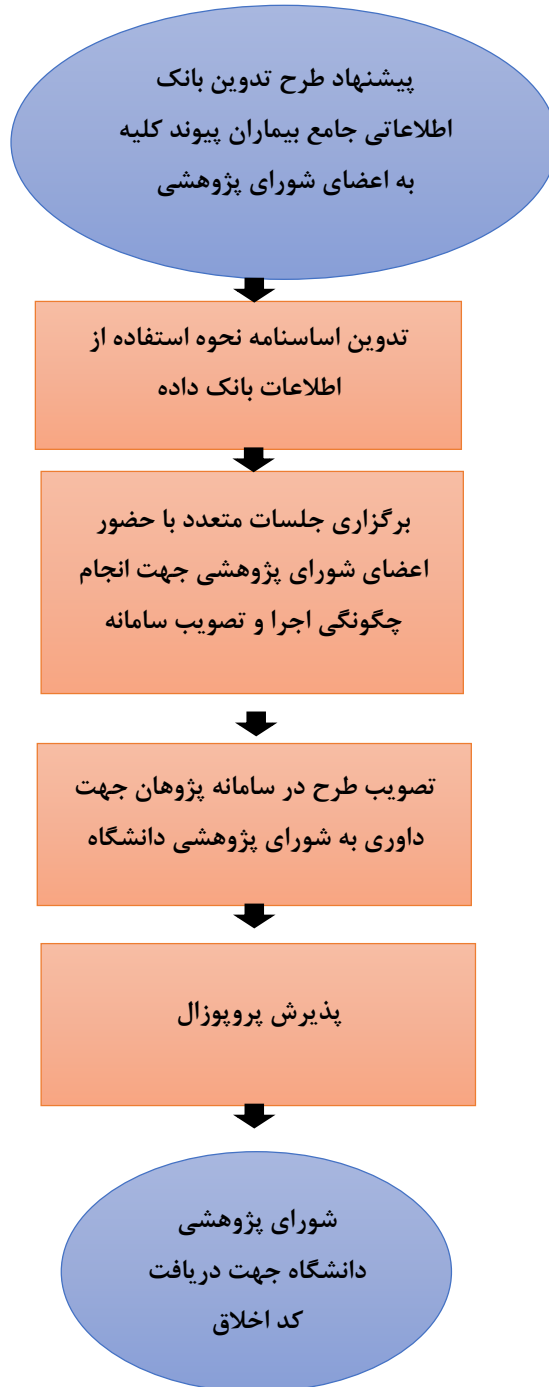 پیشنهاد طرح تدوین بانک
اطلاعاتی جامع بیماران پیوند کلیه
به اعضای شورای پژوهشی
تدوین اساسنامه نحوه استفاده از
اطلاعات بانک داده
برگزاری جلسات متعدد با حضور
اعضای شورای پژوهشی جهت انجام
چگونگی اجرا و تصویب سامانه
تصویب طرح در سامانه پژوهان جهت
داوری به شورای پژوهشی دانشگاه
پذیرش پروپوزال
شورای پژوهشی
دانشگاه جهت دریافت
کد اخلاق